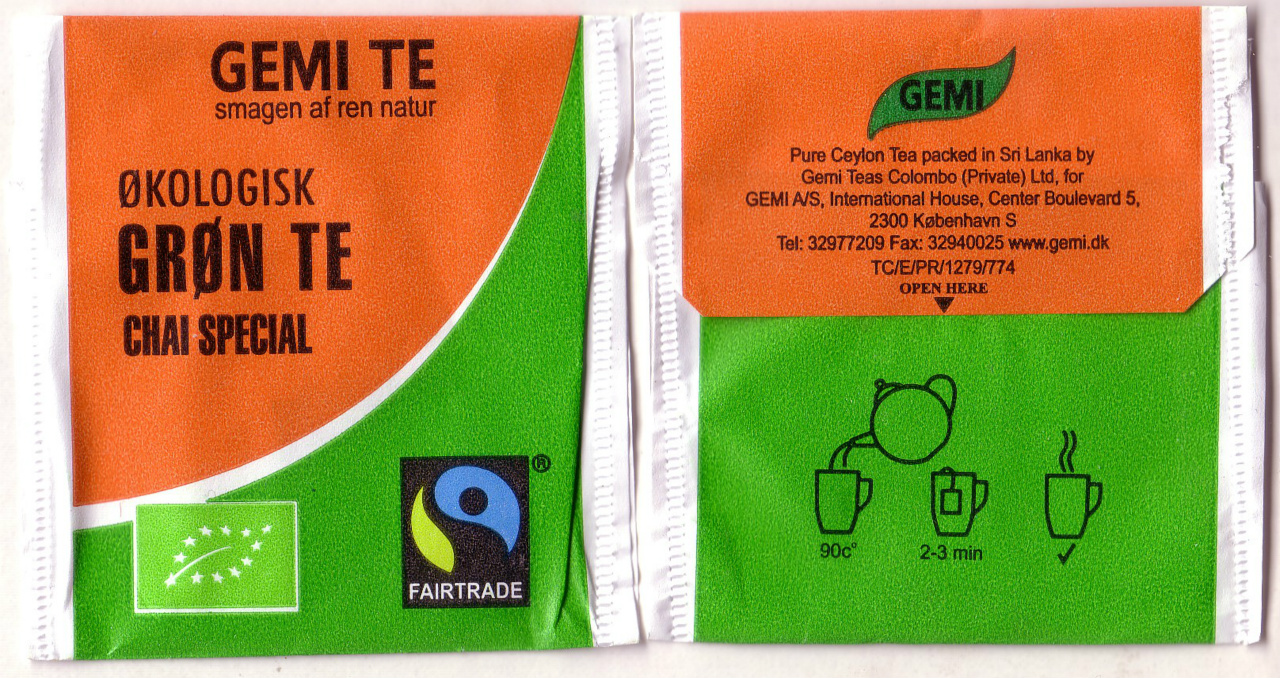 GEMI TE
smagen af ren natur
ØKOLOGISK
GRØN TE
CHAI SPECIAL
®
FAIRTRADE
GEMI
Pure Ceylon Tea packed in Sri Lanka by
Gemi Teas Colombo (Private) Ltd, for
GEMI A/S, International House, Center Boulevard 5,
2300 København S
Tel: 32977209 Fax: 32940025 www.gemi.dk
TC/E/PR/1279/774
OPEN HERE
90c°
2-3 min